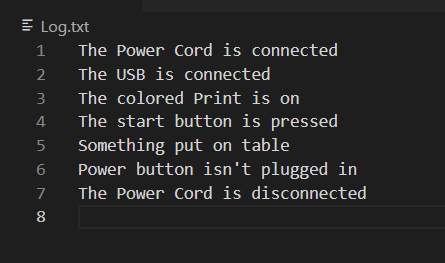 Log.txt
1 The Power Cord is connected
2 The USB is connected
3 The colored Print is on
4 The start button is pressed
5 Something put on table
6 Power button isn't plugged in
7 The Power Cord is disconnected
8